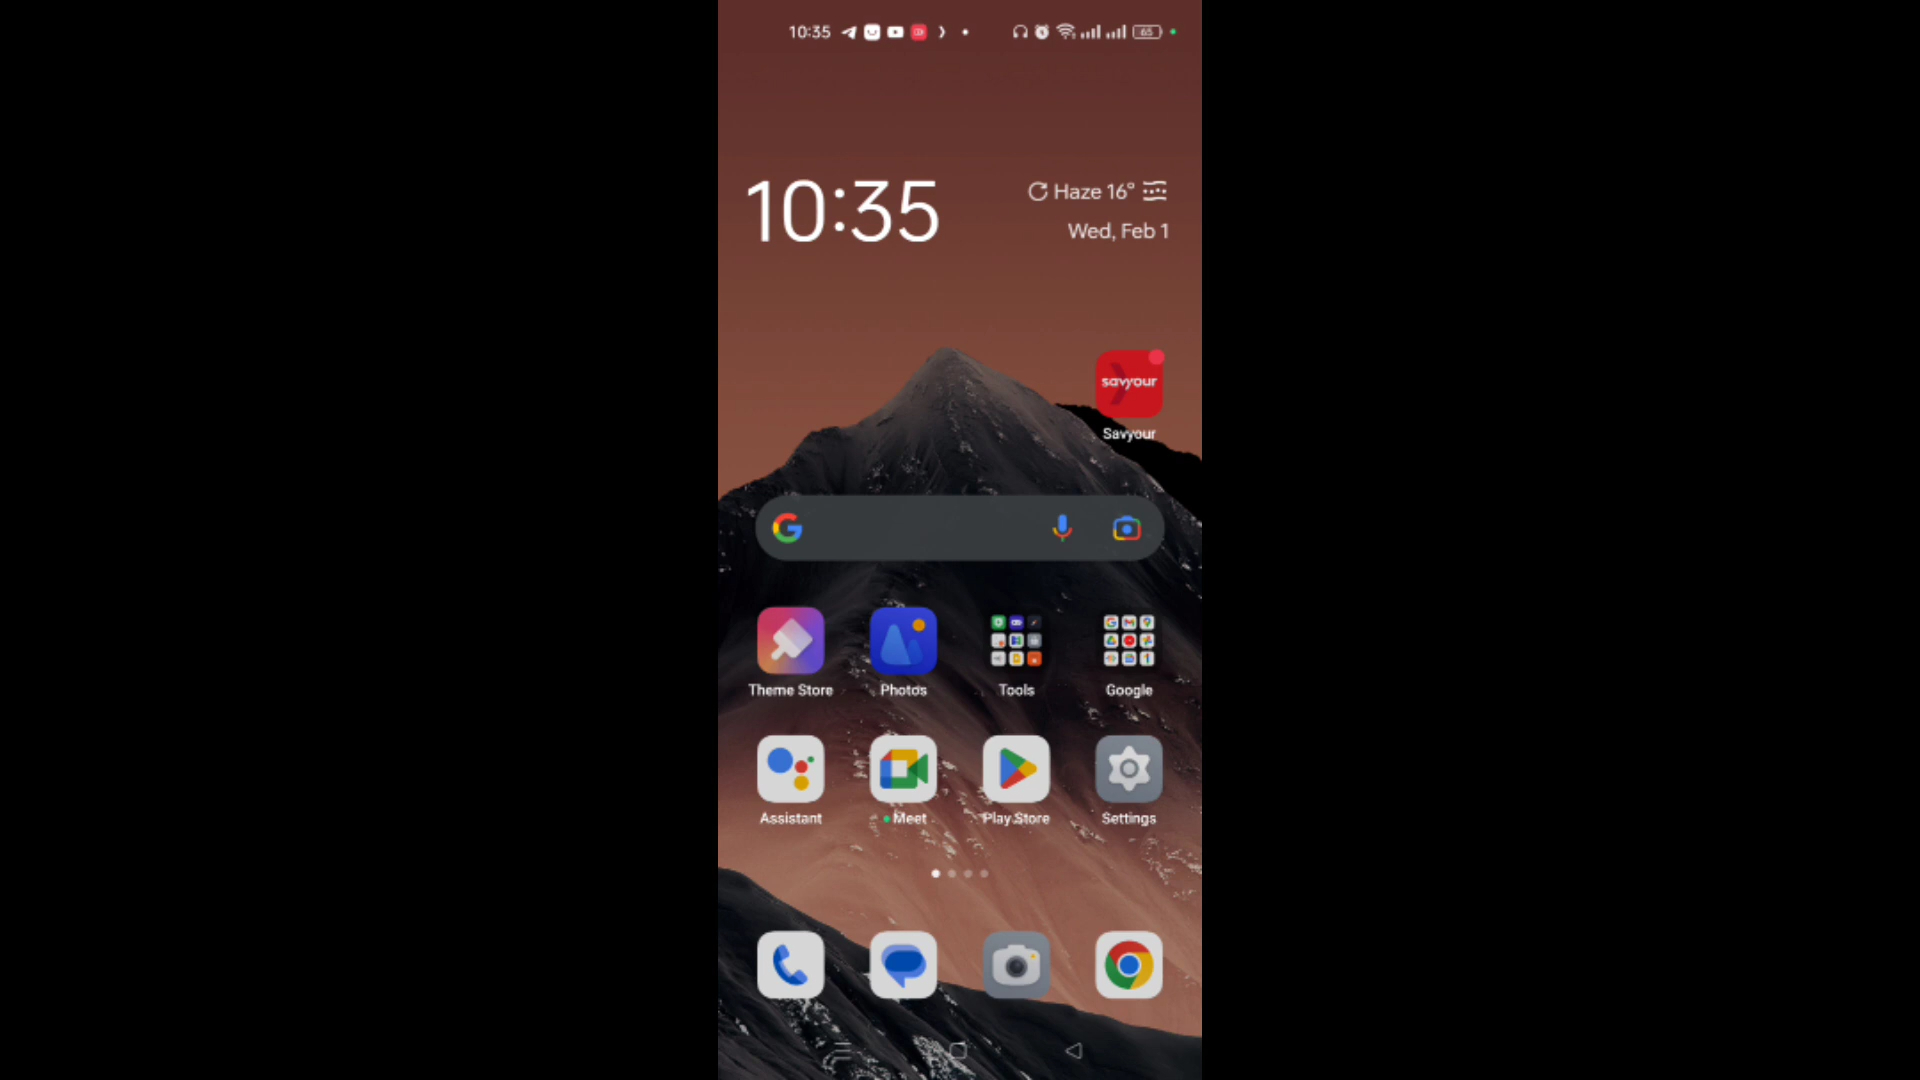 10:35
65
10:35
Haze 16°
Wed, Feb 1
savyour
Savyour
Theme Store
Photos
Tools
Google
Assistant
Meet
Play Store
Settings